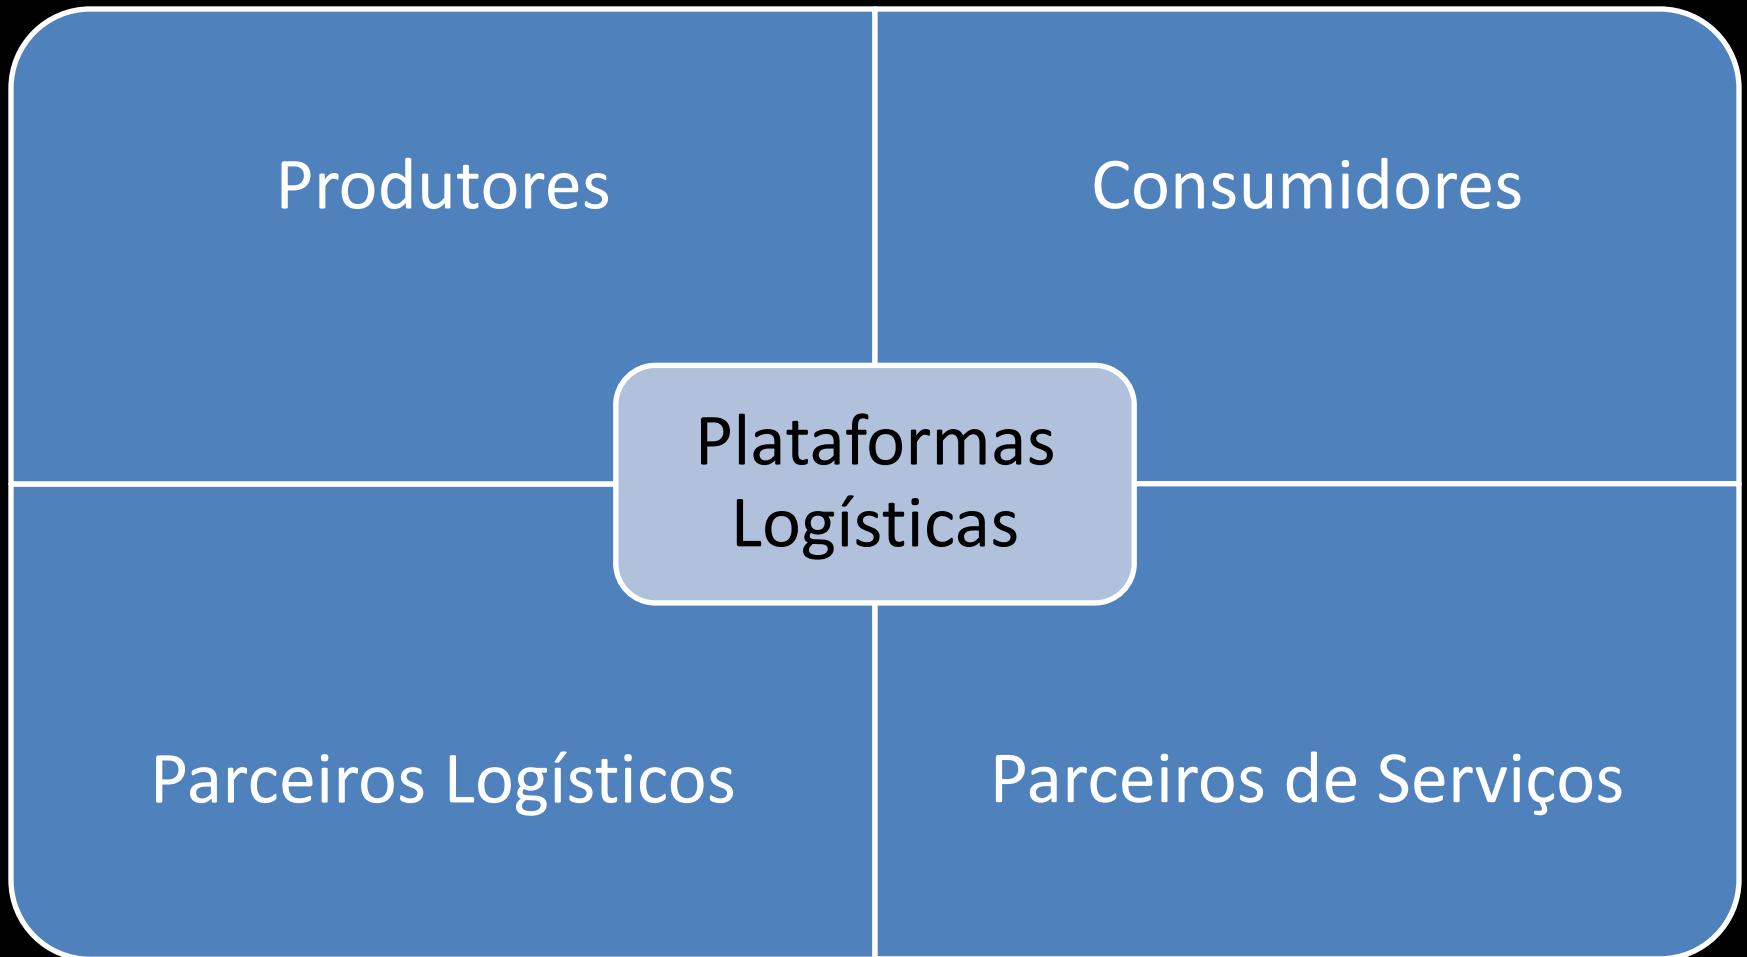 Produtores
Consumidores
Plataformas
Logísticas
Parceiros Logísticos
Parceiros de Serviços